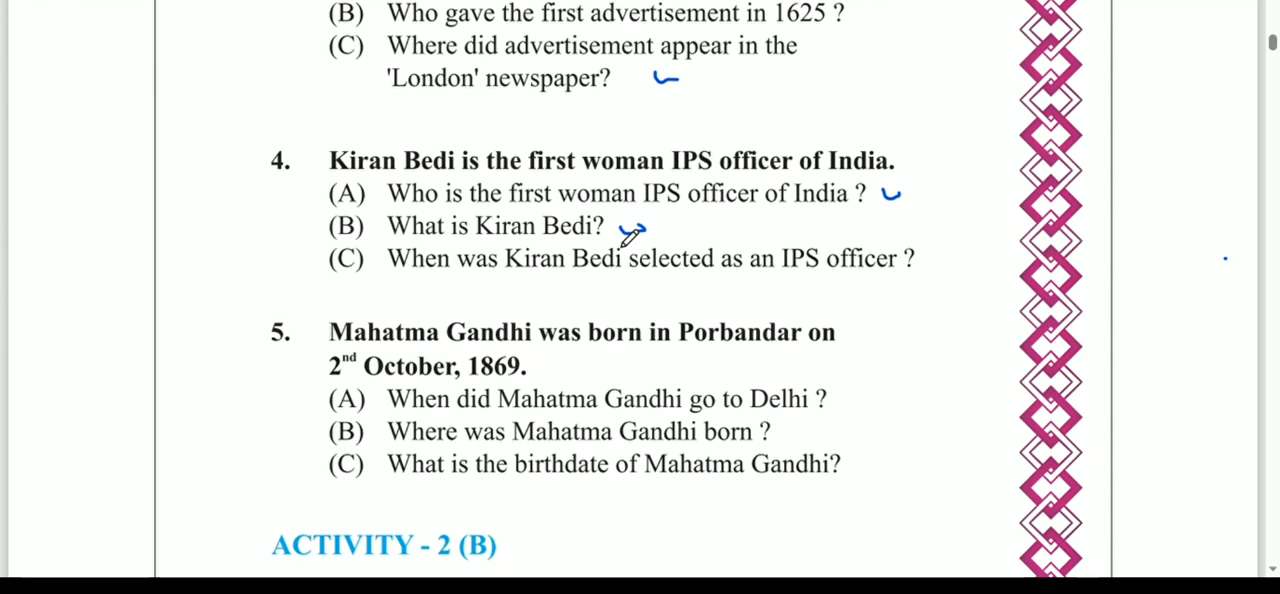 (B) Who gave the first advertisement in 1625 ?
(C) Where did advertisement appear in the
'London' newspaper?
4. Kiran Bedi is the first woman IPS officer of India.
(A) Who is the first woman IPS officer of India ?
(B) What is Kiran Bedi?
(C) When was Kiran Bedi selected as an IPS officer ?
5. Mahatma Gandhi was born in Porbandar on
2nd October, 1869.
(A) When did Mahatma Gandhi go to Delhi ?
(B) Where was Mahatma Gandhi born ?
(C) What is the birthdate of Mahatma Gandhi?
ACTIVITY - 2 (B)